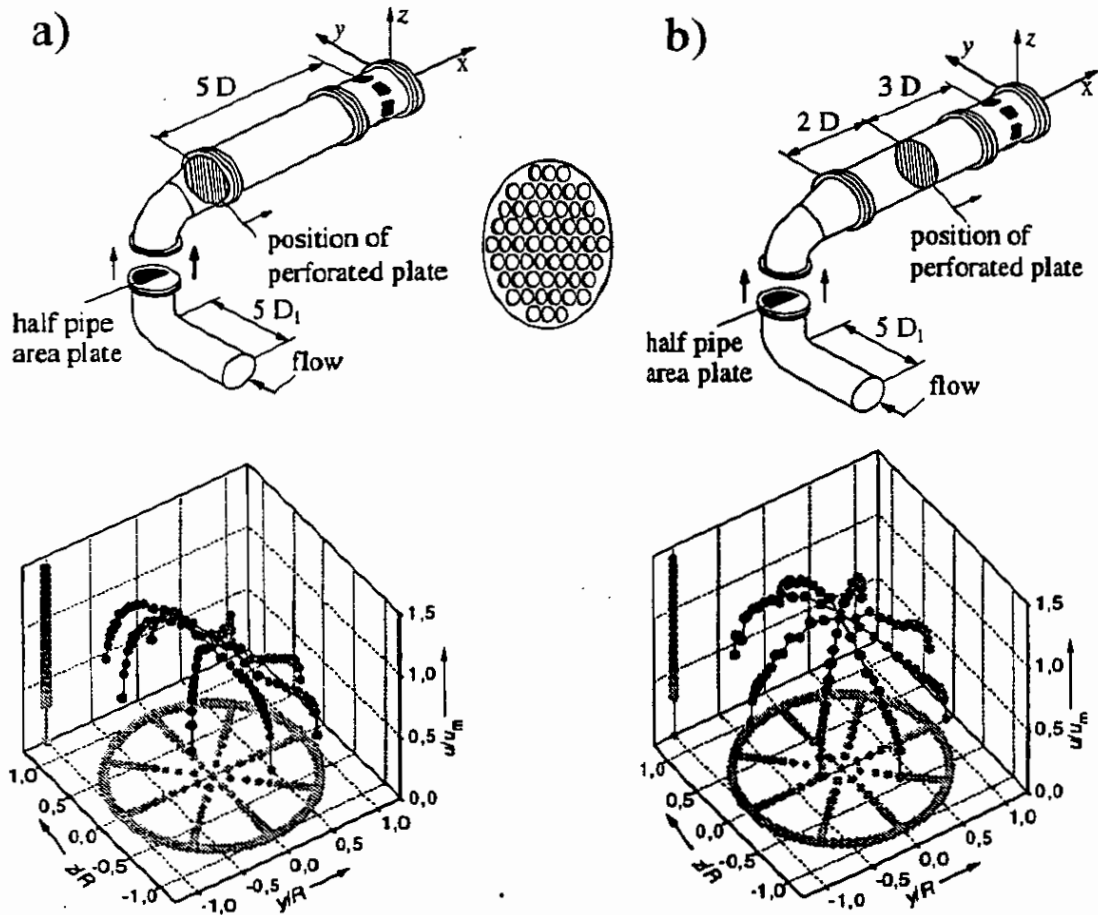 a)
z
y
x
5 D
position of
perforated plate
half pipe
area plate
5 D1
flow
b)
z
y
x
3 D
2 D
position of
perforated plate
half pipe
area plate
5 D1
flow
1,5
1,0
0,5
0,0
u/um
1,0
0,5
0,0
-0,5
-1,0
z/R
-1,0
-0,5
0,0
0,5
1,0
y/R
1,5
1,0
0,5
0,0
u/um
1,0
0,5
0,0
-0,5
-1,0
z/R
-1,0
-0,5
0,0
0,5
1,0
y/R